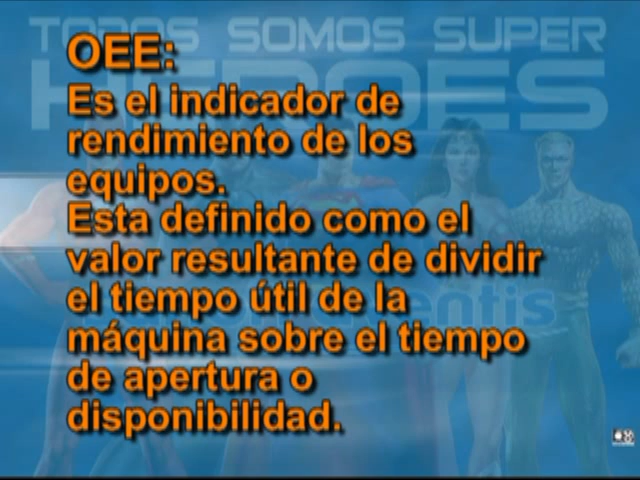 TODOS SOMOS SUPER
HEROES
OEE:
Es el indicador de
rendimiento de los
equipos.
Esta definido como el
valor resultante de dividir
el tiempo útil de la
máquina sobre el tiempo
de apertura o
disponibilidad.